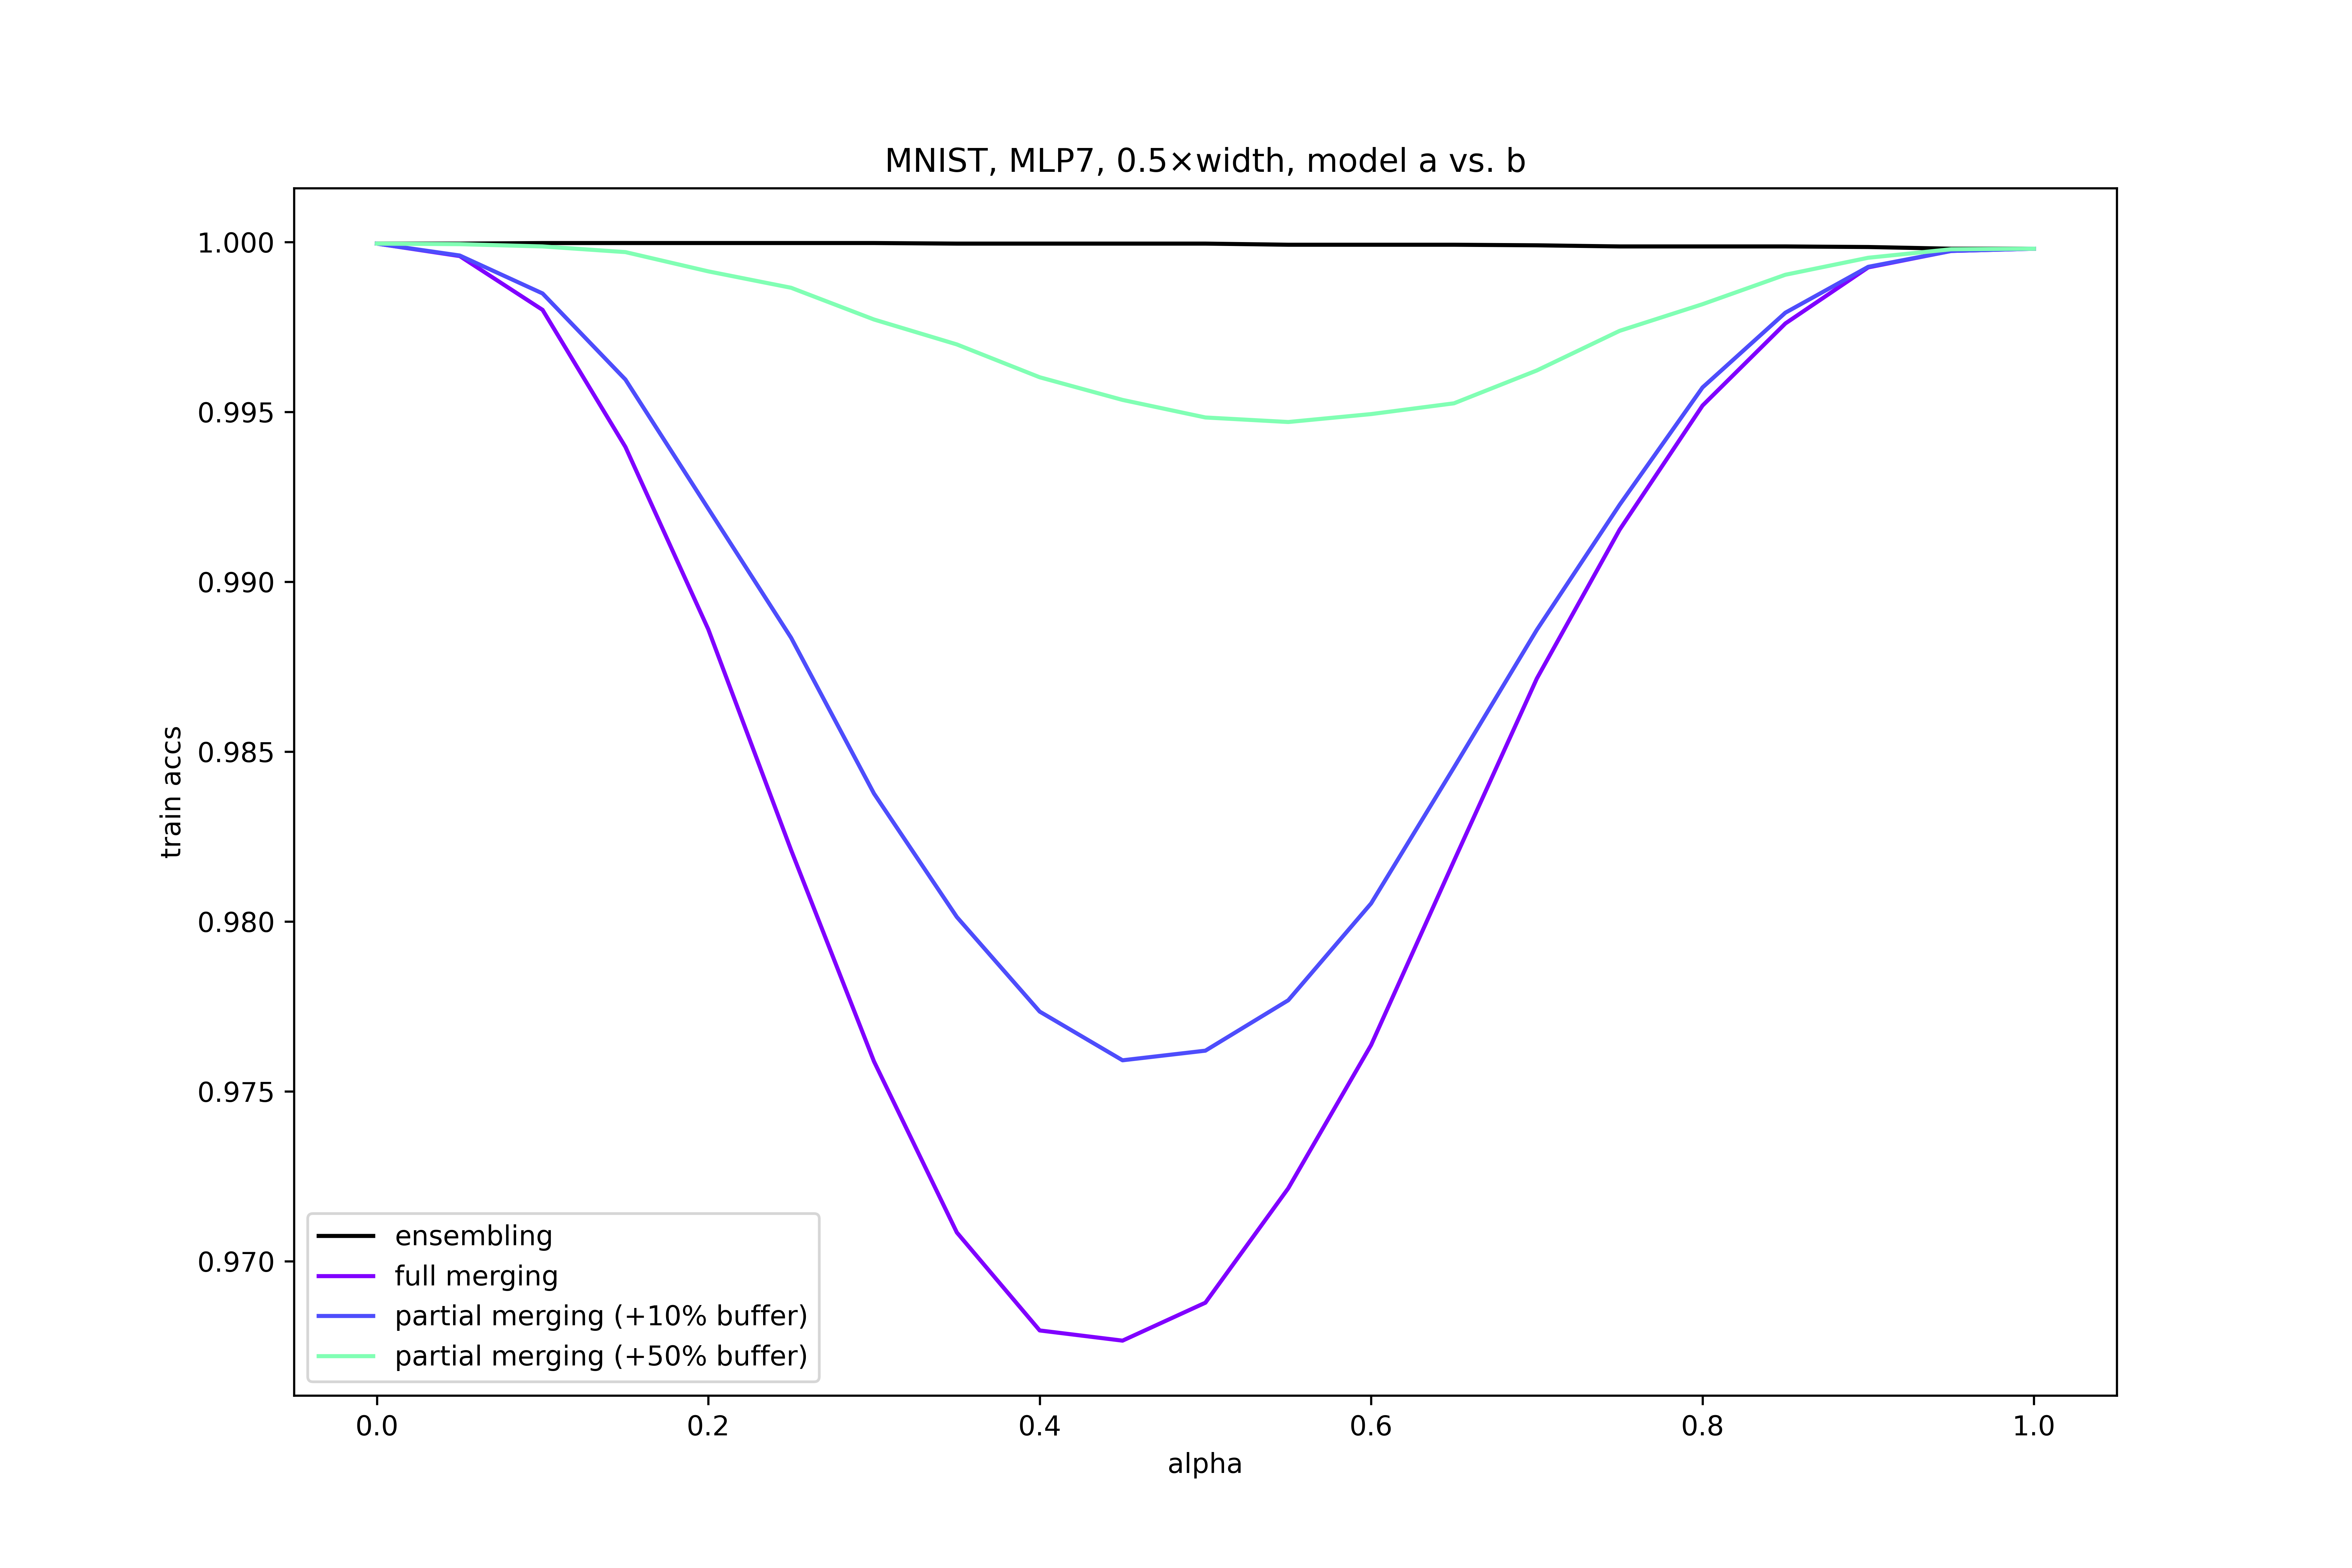 MNIST, MLP7, 0.5×width, model a vs. b
1.000
0.995
0.990
0.985
0.980
0.975
0.970
train accs
ensembling
full merging
partial merging (+10% buffer)
partial merging (+50% buffer)
0.0 0.2 0.4 0.6 0.8 1.0
alpha